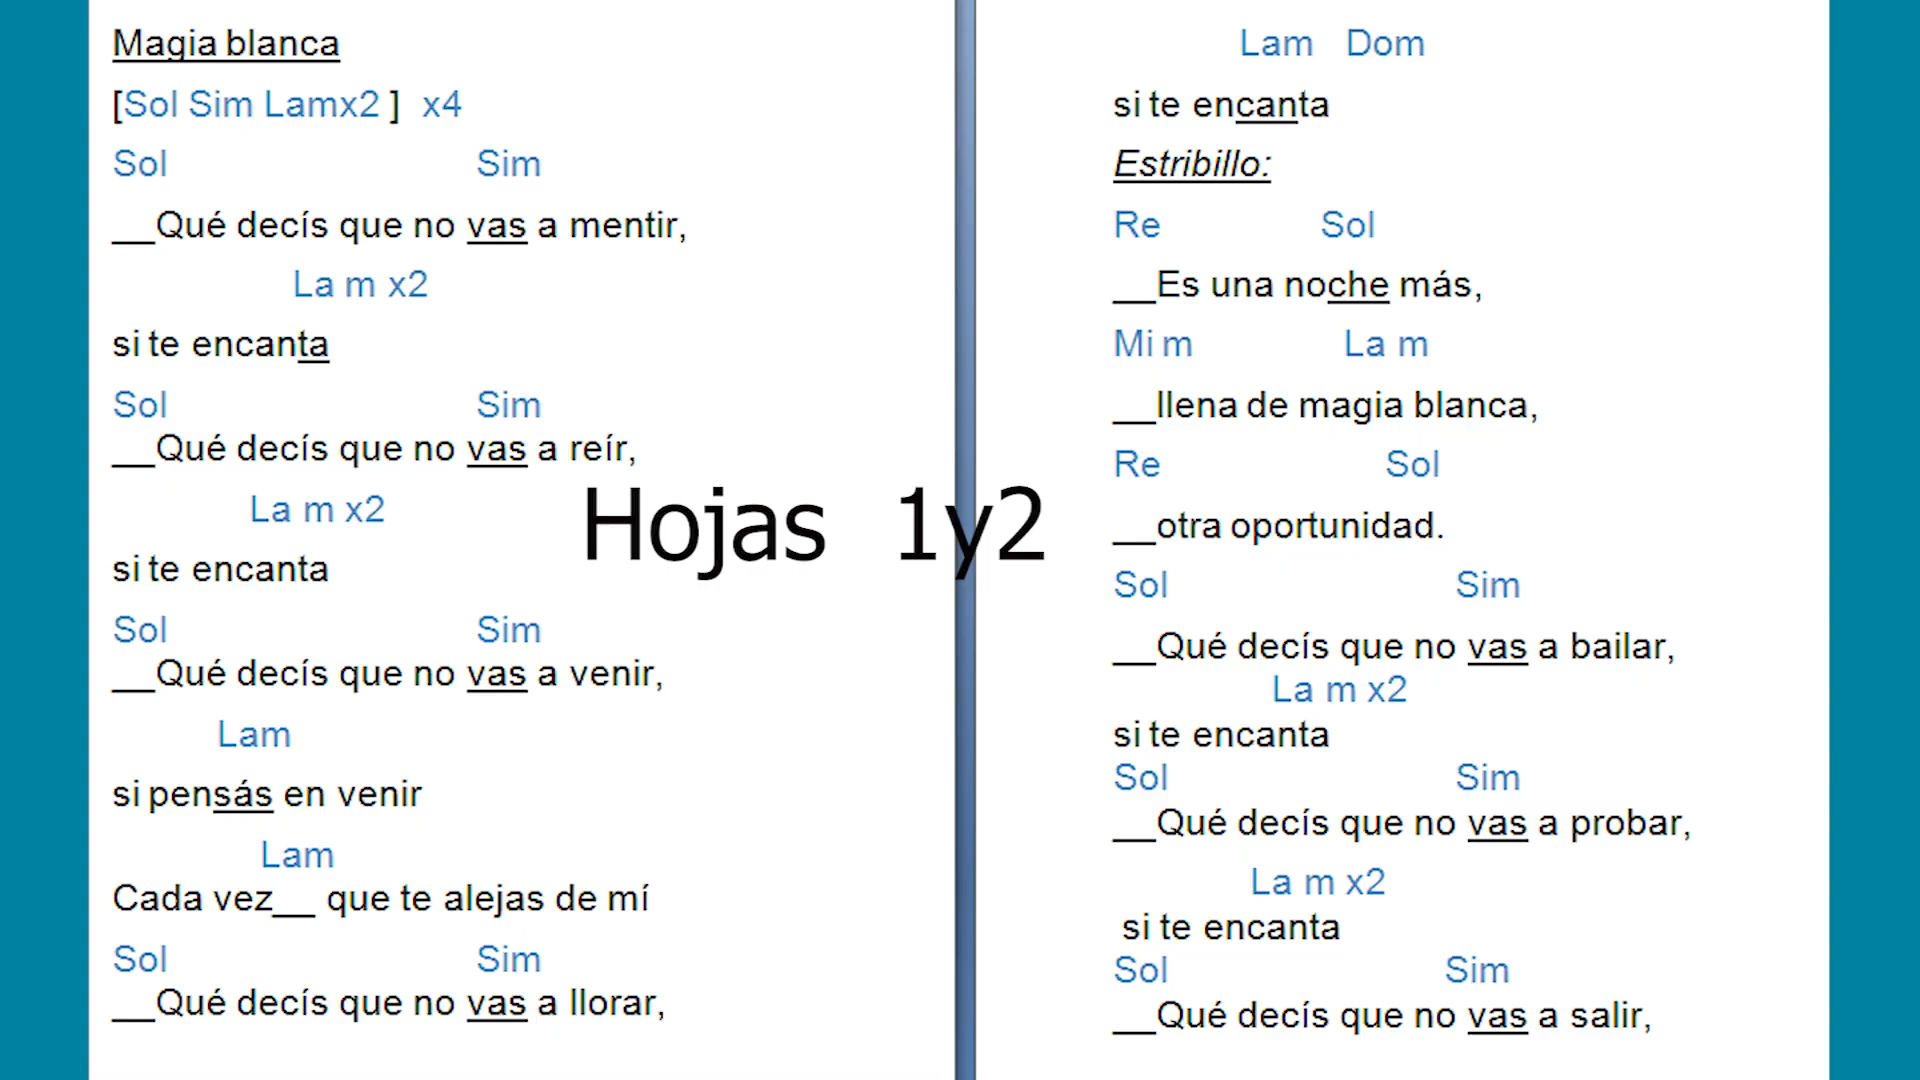 Magia blanca
[Sol Sim Lamx2 ] x4
Sol Sim
__Qué decís que no vas a mentir,
La m x2
si te encanta
Sol Sim
__Qué decís que no vas a reír,
La m x2
si te encanta
Sol Sim
__Qué decís que no vas a venir,
Lam
si pensás en venir
Lam
Cada vez__ que te alejas de mí
Sol Sim
__Qué decís que no vas a llorar,
Lam Dom
si te encanta
Estribillo:
Re Sol
__Es una noche más,
Mi m La m
__llena de magia blanca,
Re Sol
__otra oportunidad.
Sol Sim
__Qué decís que no vas a bailar,
La m x2
si te encanta
Sol Sim
__Qué decís que no vas a probar,
La m x2
si te encanta
Sol Sim
__Qué decís que no vas a salir,
Hojas 1y2